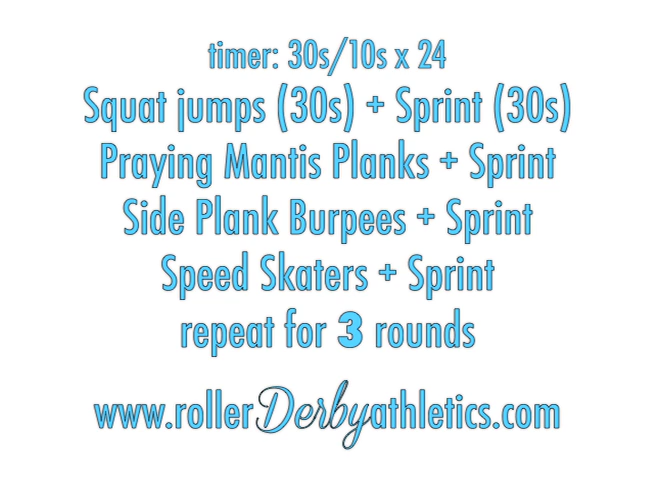 timer: 30s/10s x 24
Squat jumps (30s) + Sprint (30s)
Praying Mantis Planks + Sprint
Side Plank Burpees + Sprint
Speed Skaters + Sprint
repeat for 3 rounds
www.rollerDerbyathletics.com